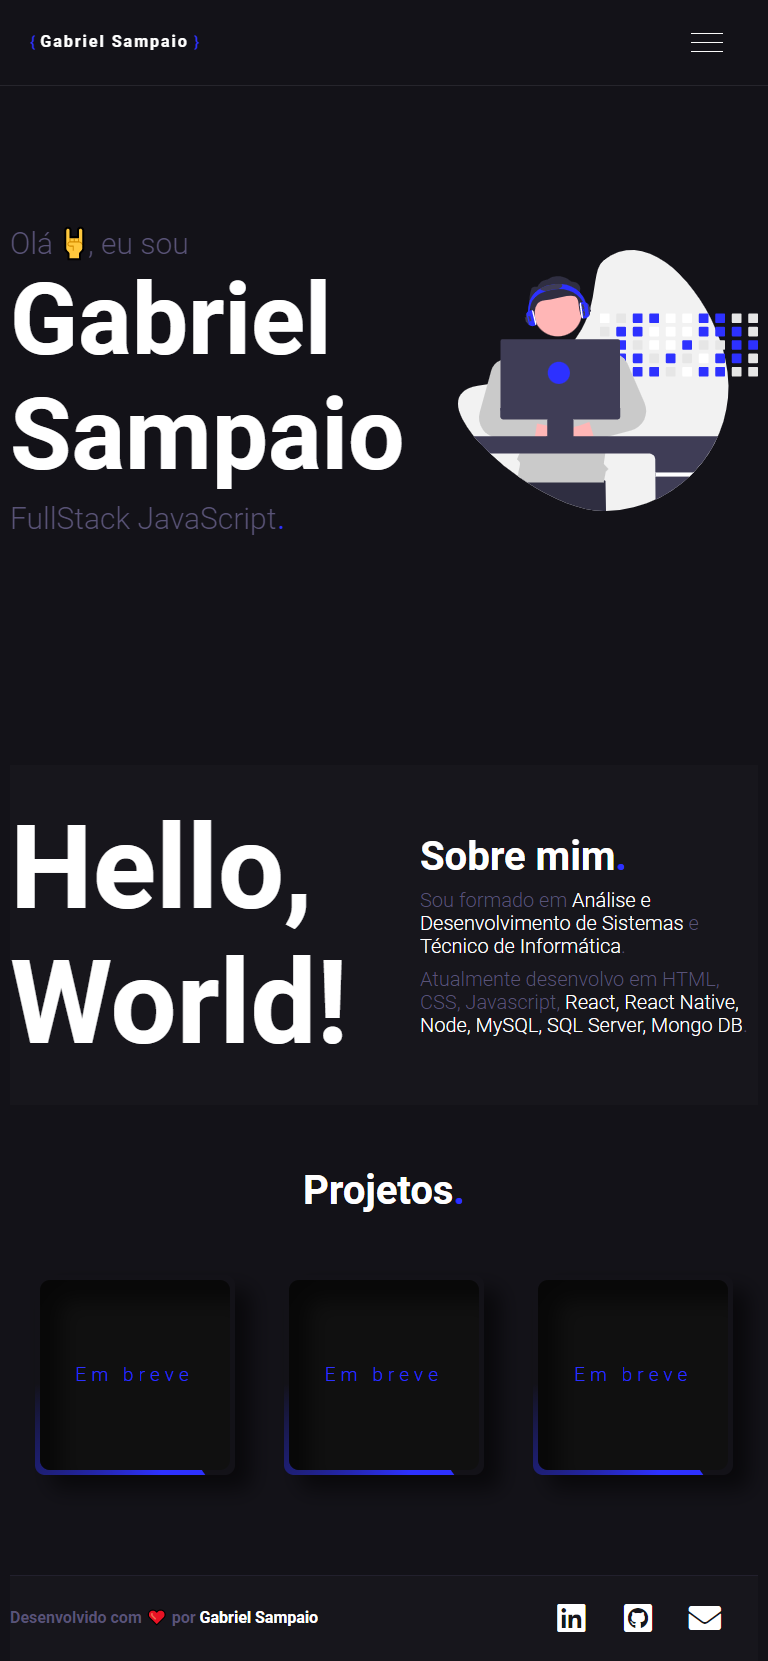 { Gabriel Sampaio }
Olá 🤘, eu sou
Gabriel
Sampaio
FullStack JavaScript.
Hello,
World!
Sobre mim.
Sou formado em Análise e
Desenvolvimento de Sistemas e
Técnico de Informática.
Atualmente desenvolvo em HTML,
CSS, Javascript, React, React Native,
Node, MySQL, SQL Server, Mongo DB.
Projetos.
Em breve
Em breve
Em breve
Desenvolvido com ❤ por Gabriel Sampaio